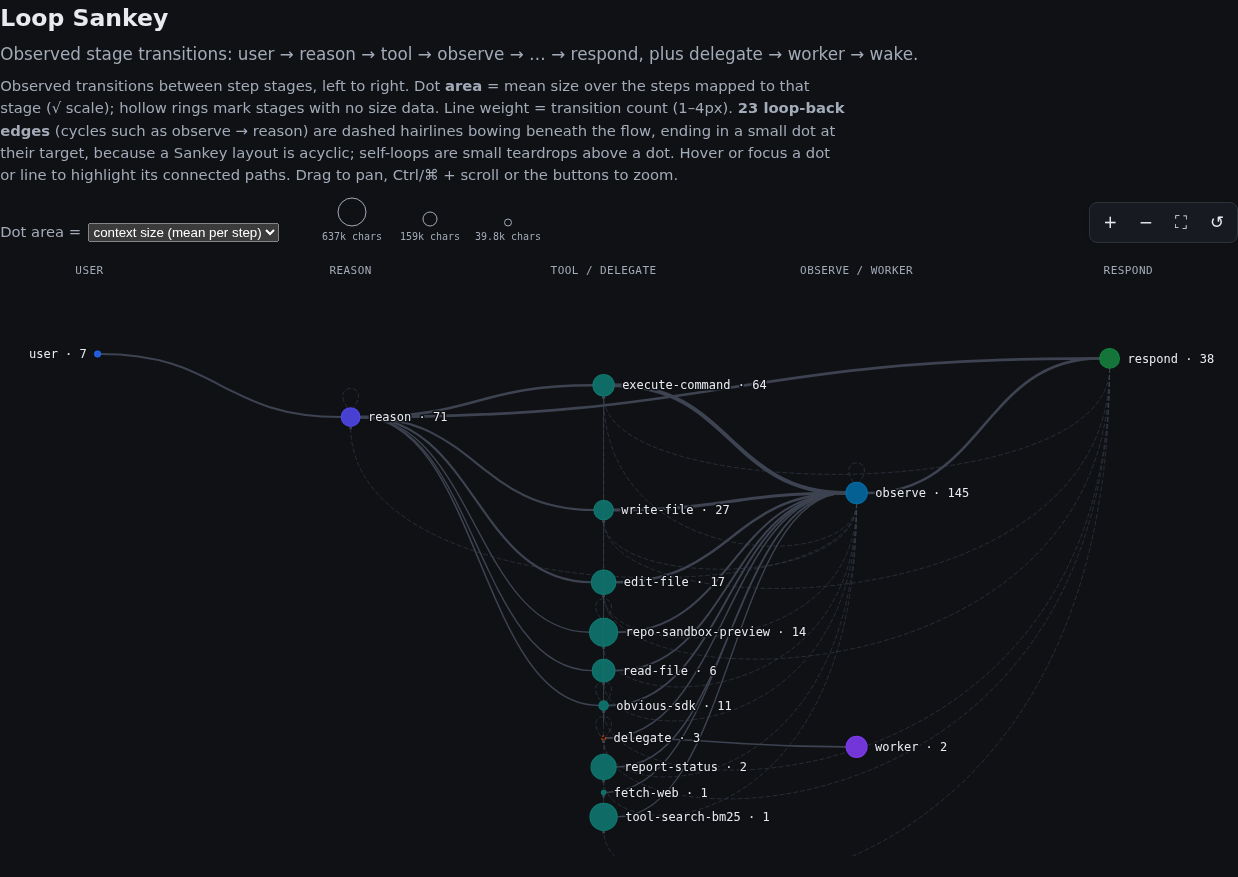 Loop Sankey
Observed stage transitions: user → reason → tool → observe → … → respond, plus delegate → worker → wake.
Observed transitions between step stages, left to right. Dot area = mean size over the steps mapped to that
stage (√ scale); hollow rings mark stages with no size data. Line weight = transition count (1–4px). 23 loop-back
edges (cycles such as observe → reason) are dashed hairlines bowing beneath the flow, ending in a small dot at
their target, because a Sankey layout is acyclic; self-loops are small teardrops above a dot. Hover or focus a dot
or line to highlight its connected paths. Drag to pan, Ctrl/⌘ + scroll or the buttons to zoom.
Dot area = context size (mean per step)
637k chars 159k chars 39.8k chars
+ − ⛶ ↺
USER REASON TOOL / DELEGATE OBSERVE / WORKER RESPOND
user · 7
respond · 38
execute-command · 64
reason · 71
observe · 145
write-file · 27
edit-file · 17
repo-sandbox-preview · 14
read-file · 6
obvious-sdk · 11
delegate · 3
worker · 2
report-status · 2
fetch-web · 1
tool-search-bm25 · 1